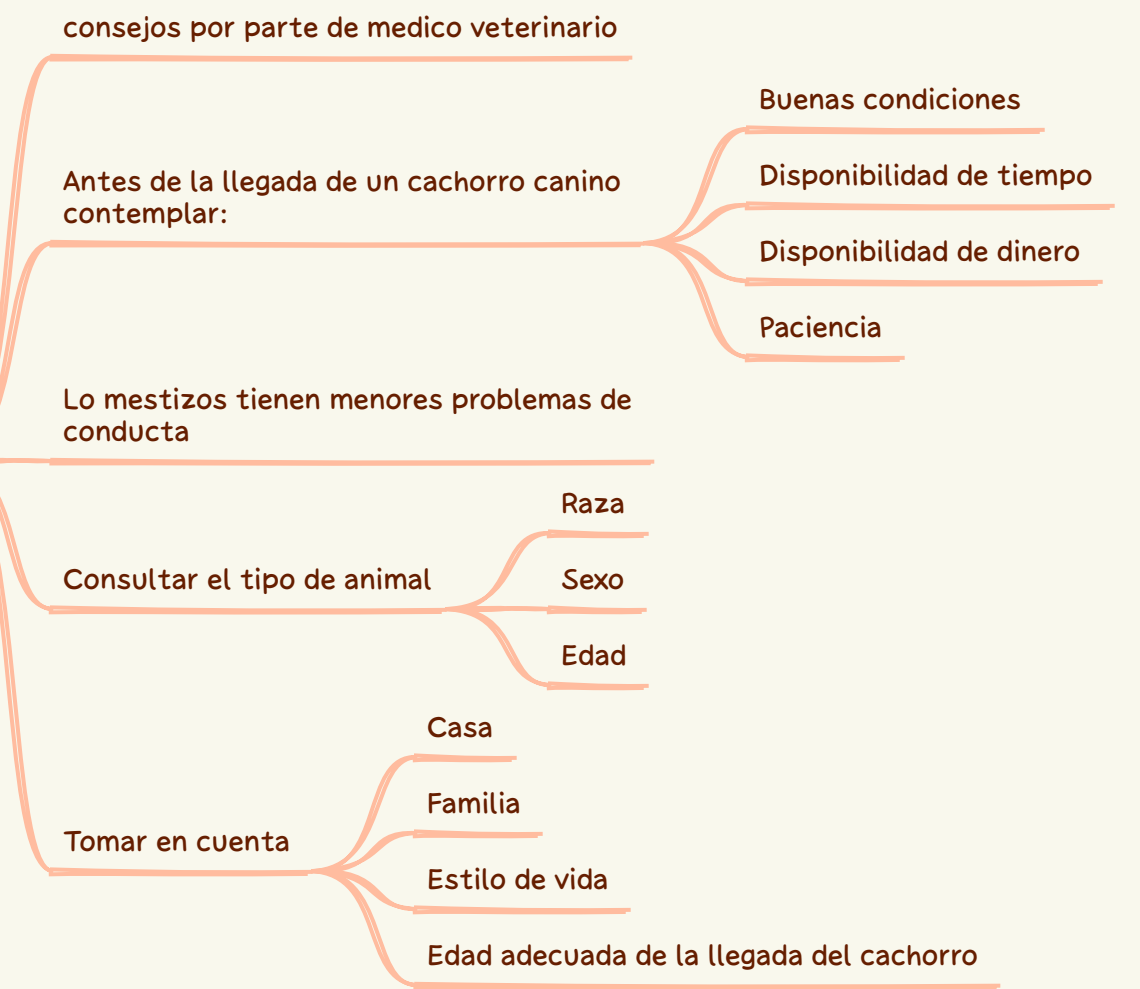 consejos por parte de medico veterinario
Antes de la llegada de un cachorro canino
contemplar:
Buenas condiciones
Disponibilidad de tiempo
Disponibilidad de dinero
Paciencia
Lo mestizos tienen menores problemas de
conducta
Consultar el tipo de animal
Raza
Sexo
Edad
Tomar en cuenta
Casa
Familia
Estilo de vida
Edad adecuada de la llegada del cachorro